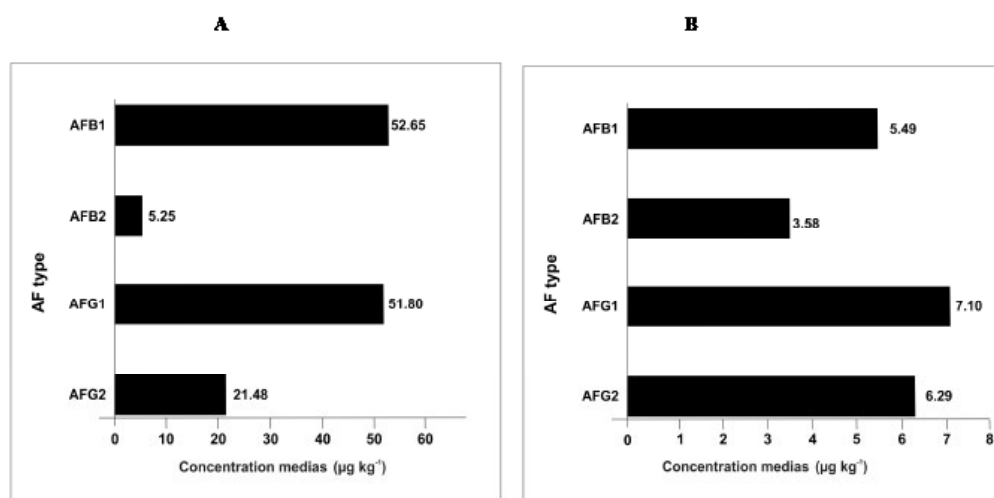 A
AFB1
52.65
AFB2
5.25
AFG1
51.80
AFG2
21.48
AF type
0 10 20 30 40 50 60
Concentration medias (µg kg⁻¹)
B
AFB1
5.49
AFB2
3.58
AFG1
7.10
AFG2
6.29
AF type
0 1 2 3 4 5 6 7 8
Concentration medias (µg kg⁻¹)